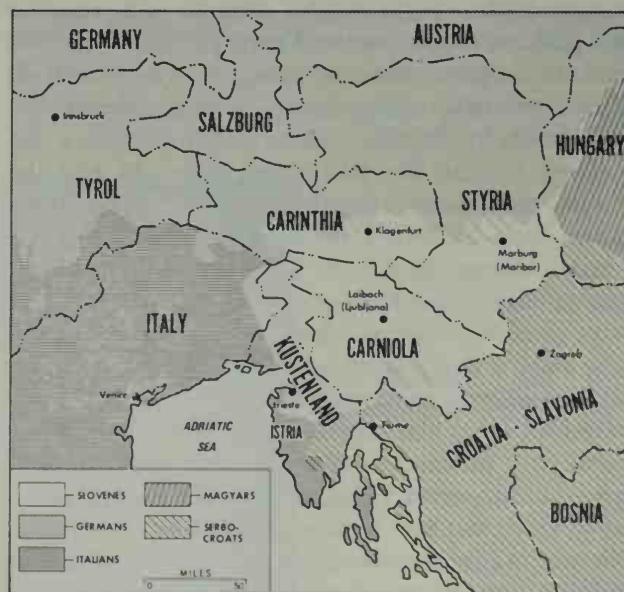 GERMANY
AUSTRIA
Innsbruck
SALZBURG
HUNGARY
TYROL
STYRIA
CARINTHIA
Klagenfurt
Marburg
(Maribor)
Laibach
(Ljubljana)
ITALY
CARNIOLA
Zagreb
KÜSTENLAND
Venice
Trieste
ADRIATIC
SEA
ISTRIA
Fiume
CROATIA - SLAVONIA
BOSNIA
SLOVENES
MAGYARS
GERMANS
SERBO-
CROATS
ITALIANS
MILES
0 50